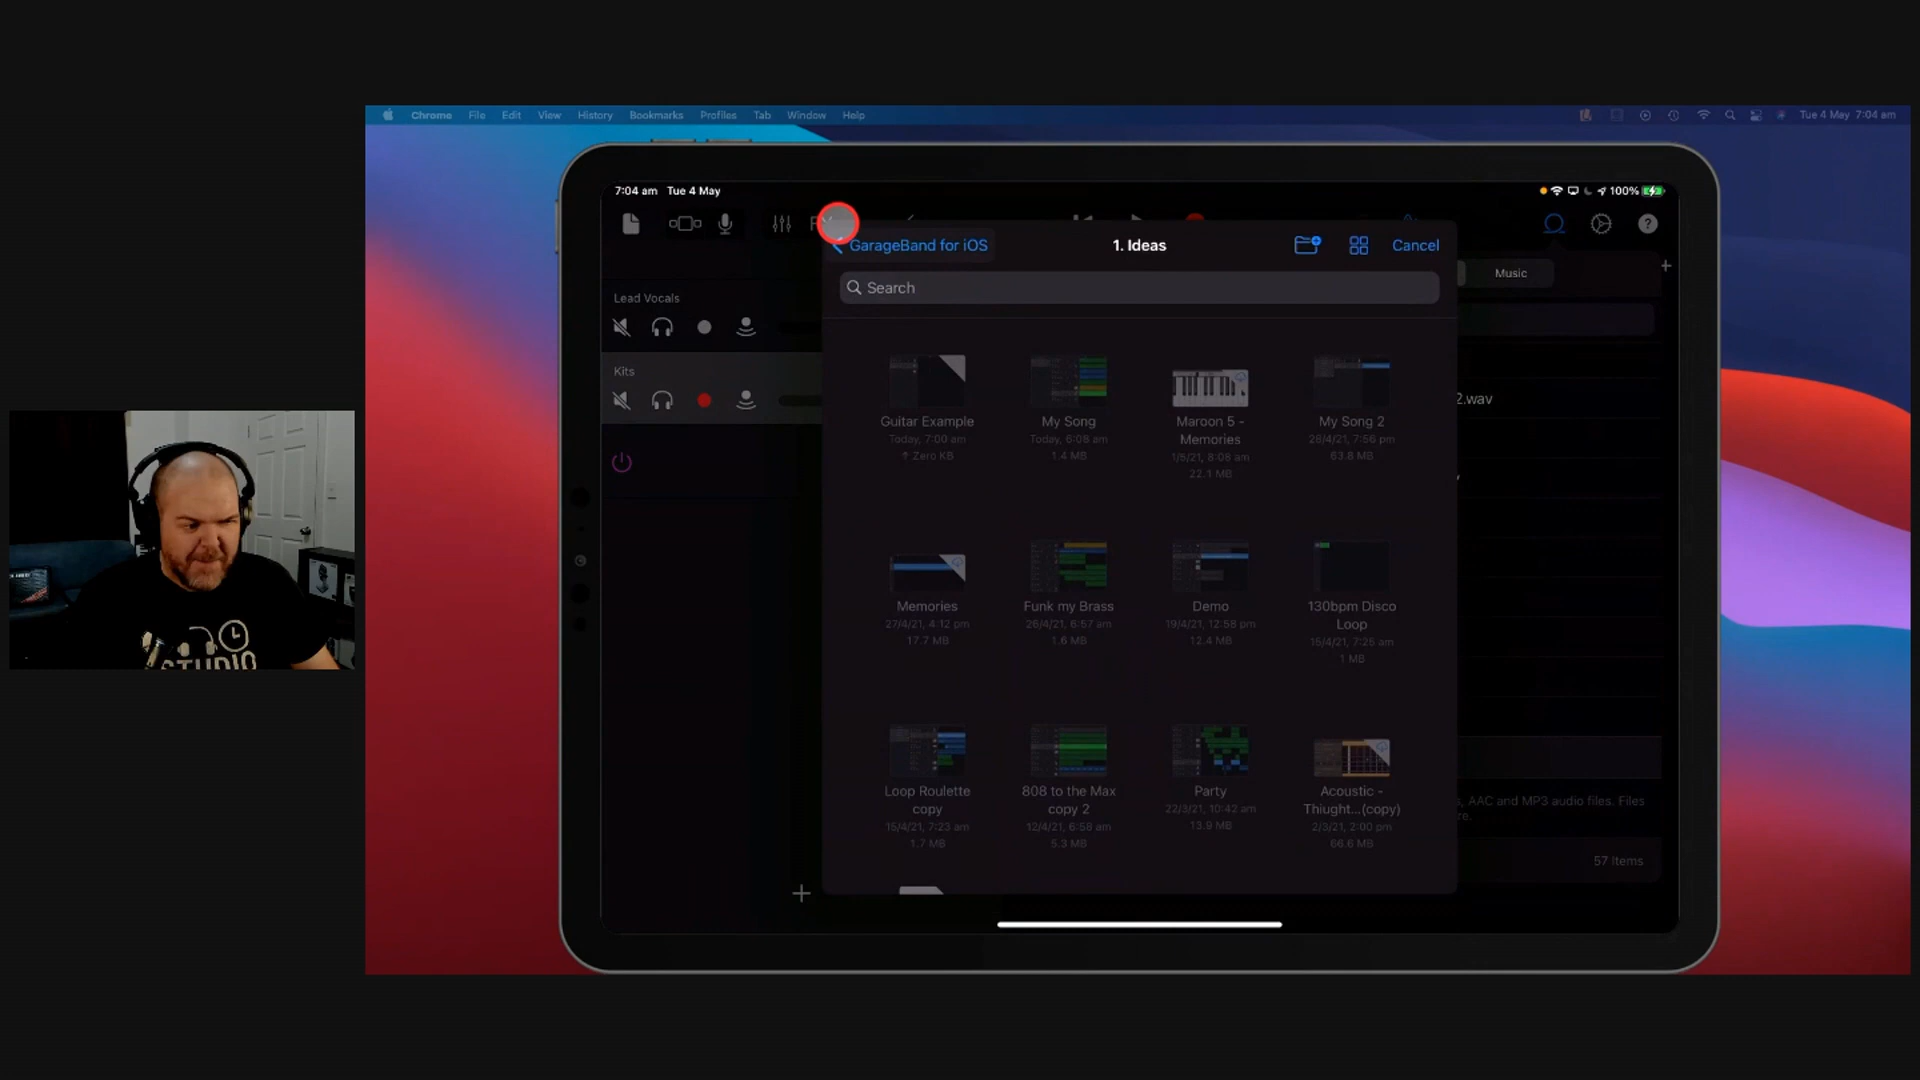 Chrome File Edit View History Bookmarks Profiles Tab Window Help Tue 4 May 7:04 am
7:04 am Tue 4 May 100%
GarageBand for iOS 1. Ideas Cancel
Search
Music
Lead Vocals
Kits
2.wav
Guitar Example
Today, 7:00 am
↑ Zero KB
My Song
Today, 6:08 am
1.4 MB
Maroon 5 -
Memories
1/5/21, 8:08 am
22.1 MB
My Song 2
28/4/21, 7:56 pm
63.8 MB
Memories
27/4/21, 4:12 pm
17.7 MB
Funk my Brass
26/4/21, 6:57 am
1.6 MB
Demo
19/4/21, 12:58 pm
12.4 MB
130bpm Disco
Loop
15/4/21, 7:25 am
1 MB
Loop Roulette
copy
15/4/21, 7:23 am
1.7 MB
808 to the Max
copy 2
12/4/21, 6:58 am
5.3 MB
Party
22/3/21, 10:42 am
13.9 MB
Acoustic -
Thiught...(copy)
2/3/21, 2:00 pm
66.6 MB
, AAC and MP3 audio files. Files
re.
57 Items
STUDIO